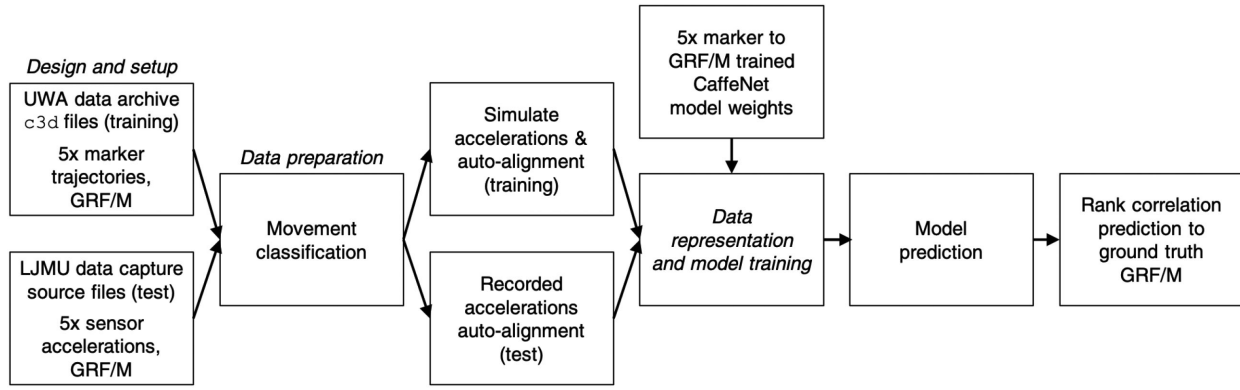 Design and setup
UWA data archive
c3d files (training)
5x marker
trajectories,
GRF/M
LJMU data capture
source files (test)
5x sensor
accelerations,
GRF/M
Data preparation
Movement
classification
Simulate
accelerations &
auto-alignment
(training)
Recorded
accelerations
auto-alignment
(test)
5x marker to
GRF/M trained
CaffeNet
model weights
Data
representation
and model training
Model
prediction
Rank correlation
prediction to
ground truth
GRF/M